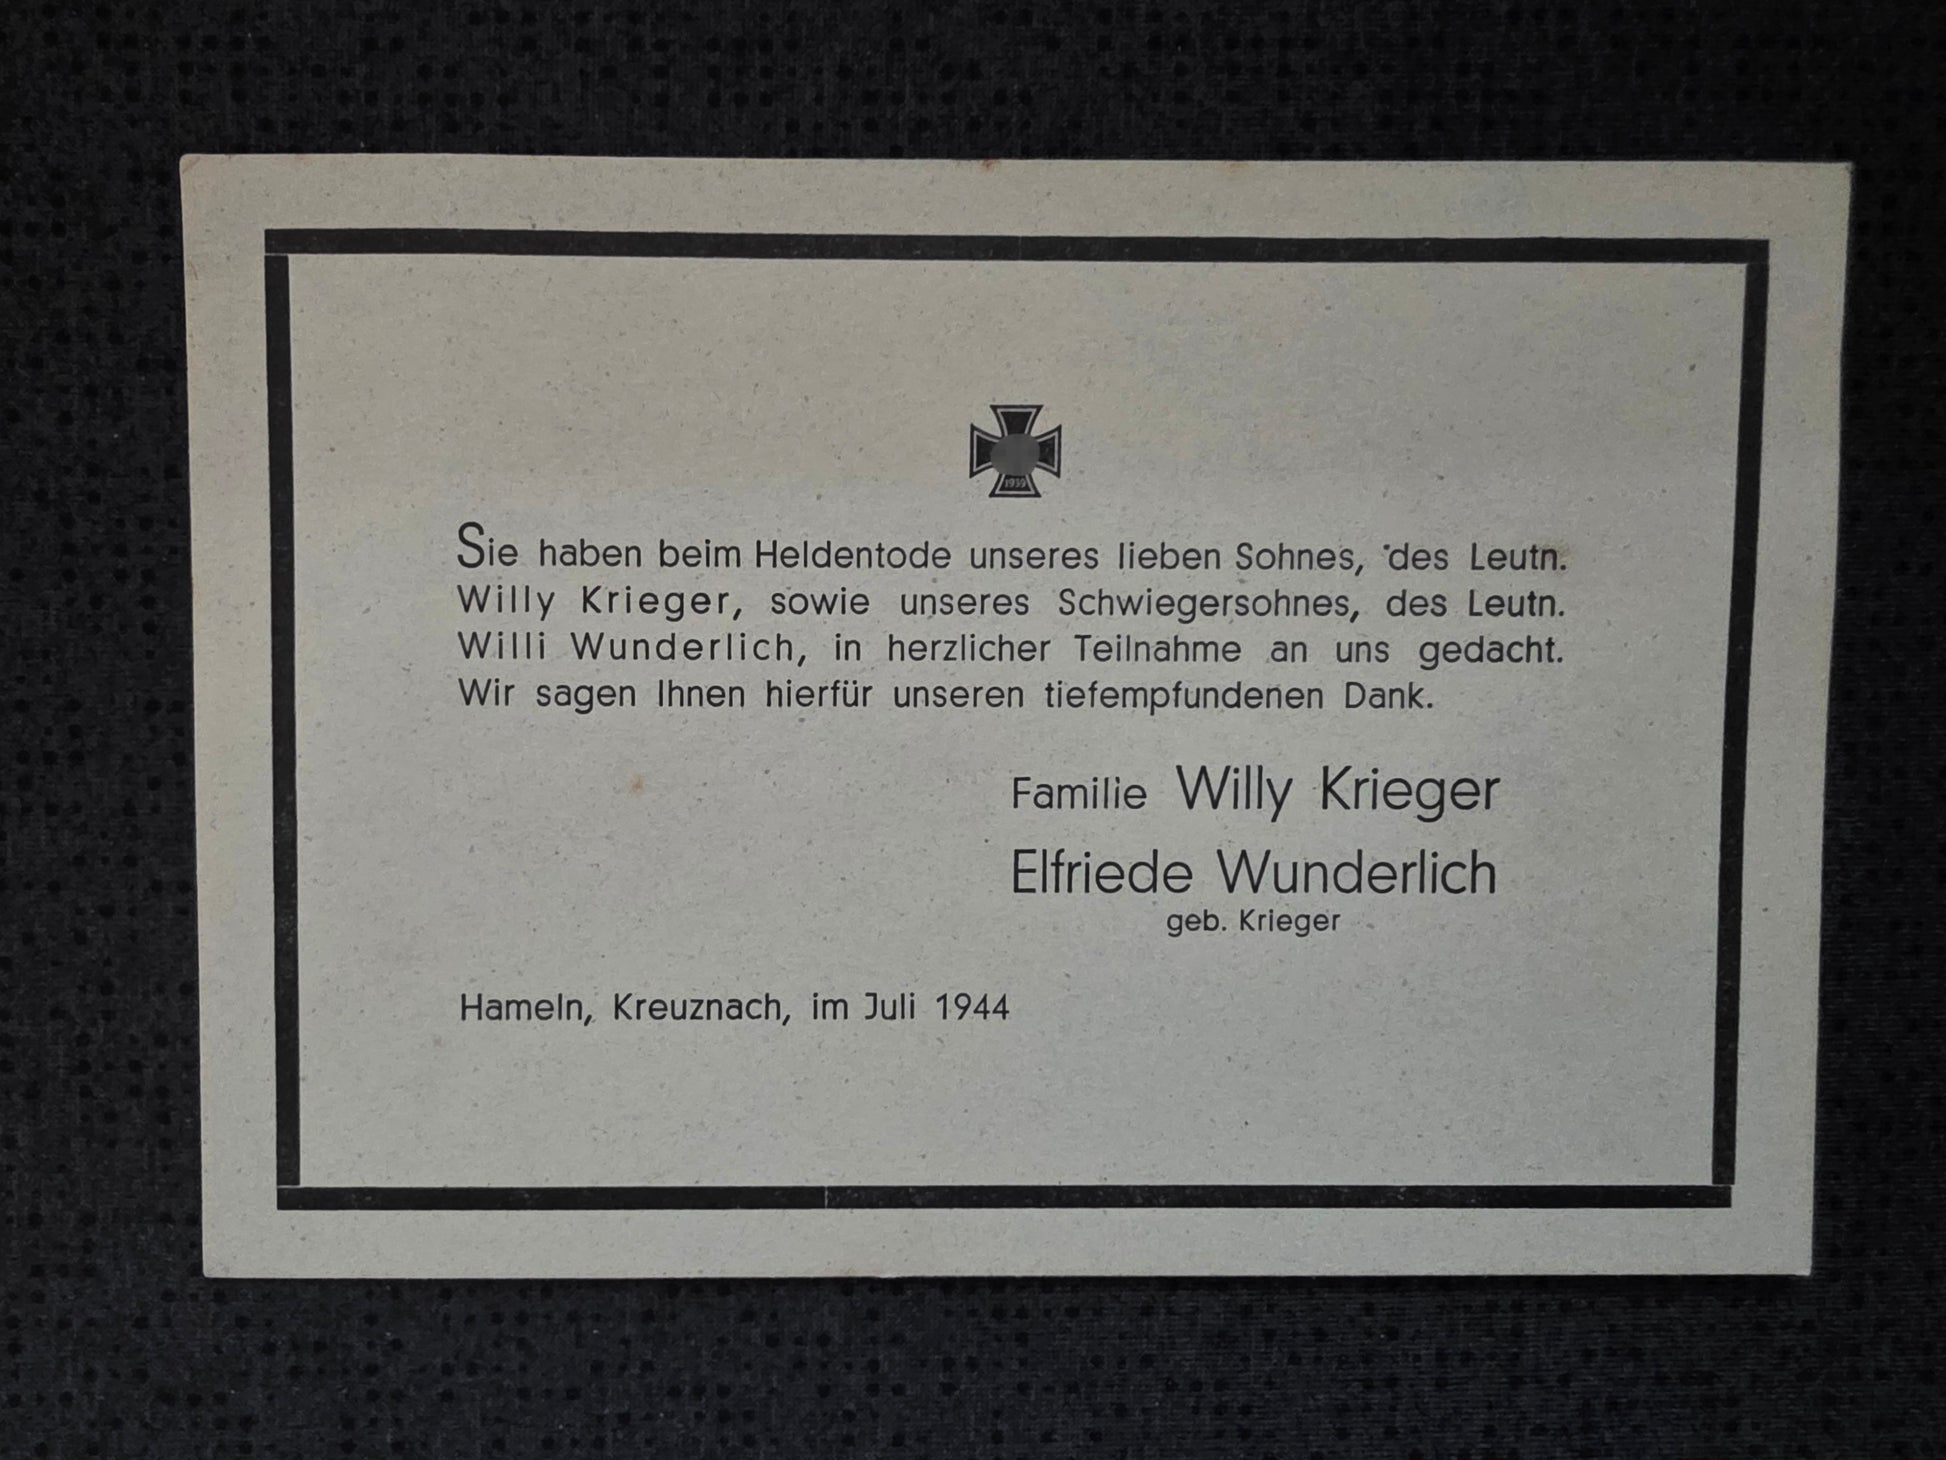 1939
Sie haben beim Heldentode unseres lieben Sohnes, des Leutn.
Willy Krieger, sowie unseres Schwiegersohnes, des Leutn.
Willi Wunderlich, in herzlicher Teilnahme an uns gedacht.
Wir sagen Ihnen hierfür unseren tiefempfundenen Dank.
Familie Willy Krieger
Elfriede Wunderlich
geb. Krieger
Hameln, Kreuznach, im Juli 1944